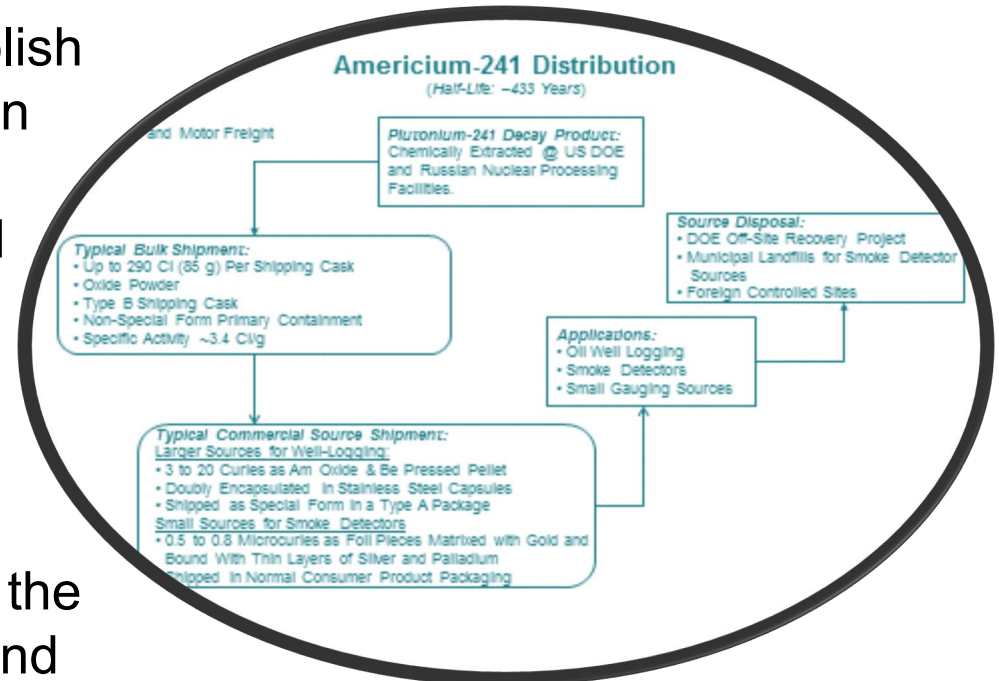 olish
n
l
the
nd
Americium-241 Distribution
(Half-Life: ~433 Years)
and Motor Freight
Plutonium-241 Decay Product:
Chemically Extracted @ US DOE
and Russian Nuclear Processing
Facilities.
Typical Bulk Shipment:
• Up to 290 Ci (85 g) Per Shipping Cask
• Oxide Powder
• Type B Shipping Cask
• Non-Special Form Primary Containment
• Specific Activity ~3.4 Ci/g
Source Disposal:
• DOE Off-Site Recovery Project
• Municipal Landfills for Smoke Detector
Sources
• Foreign Controlled Sites
Applications:
• Oil Well Logging
• Smoke Detectors
• Small Gauging Sources
Typical Commercial Source Shipment:
Larger Sources for Well-Logging:
• 3 to 20 Curies as Am Oxide & Be Pressed Pellet
• Doubly Encapsulated in Stainless Steel Capsules
• Shipped as Special Form in a Type A Package
Small Sources for Smoke Detectors
• 0.5 to 0.8 Microcuries as Foil Pieces Matrixed with Gold and
Bound With Thin Layers of Silver and Palladium
Shipped in Normal Consumer Product Packaging